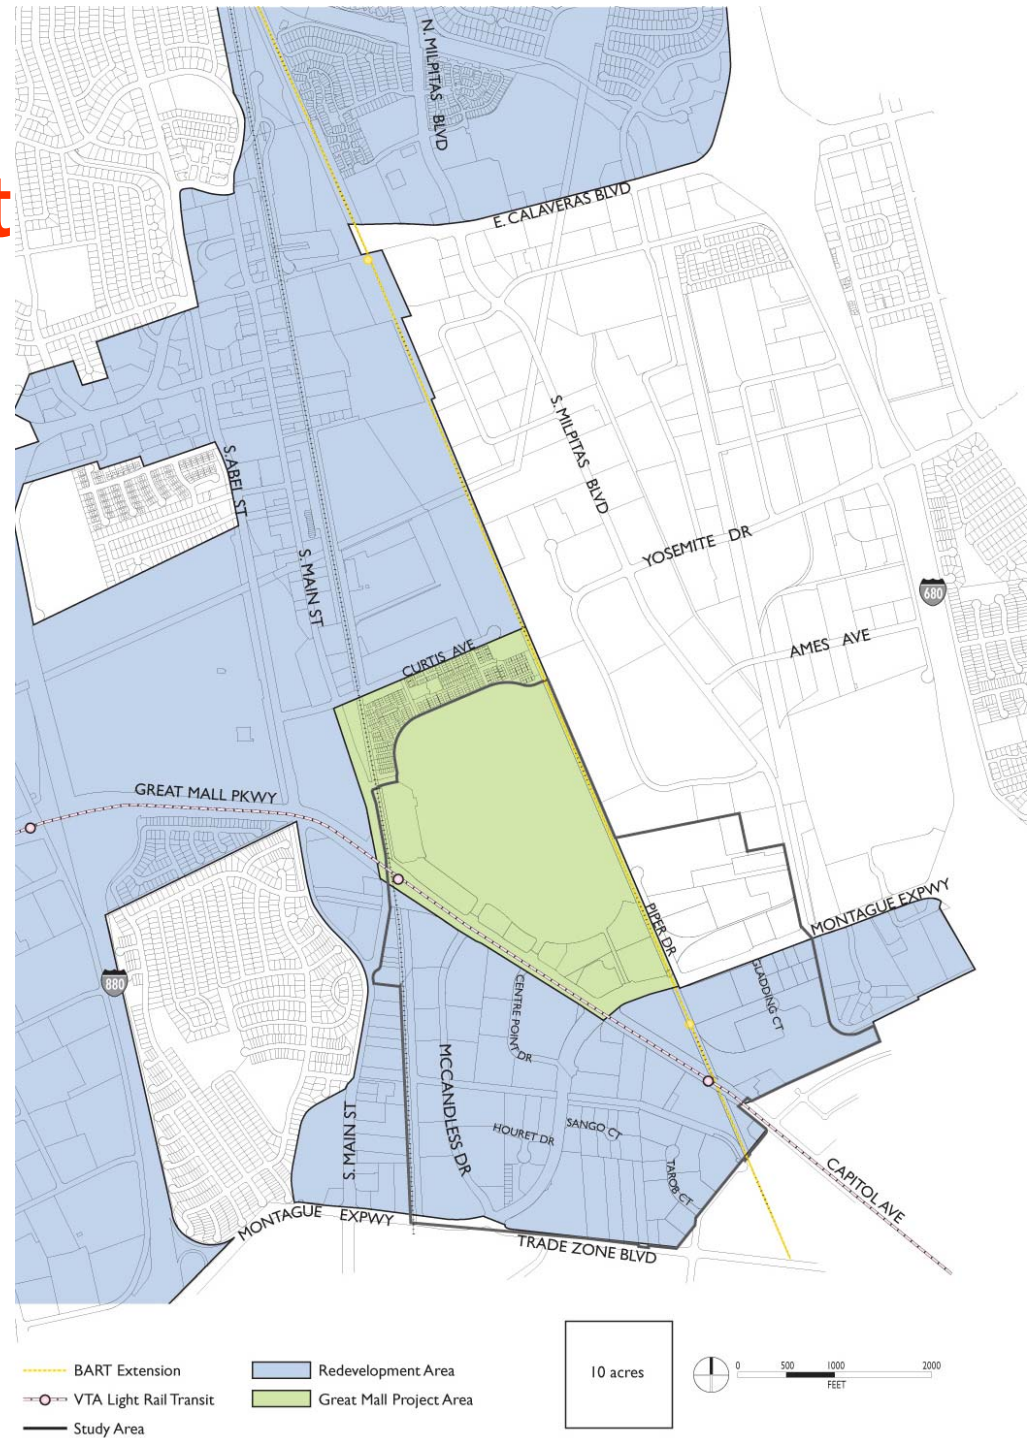 t
N. MILPITAS BLVD
E. CALAVERAS BLVD
S. MILPITAS BLVD
S. ABEL ST
S. MAIN ST
YOSEMITE DR
680
AMES AVE
CURTIS AVE
GREAT MALL PKWY
PIPER DR
MONTAGUE EXPWY
GLADDING CT
880
CENTRE POINT DR
MCCANDLESS DR
S. MAIN ST
HOURET DR
SANGO CT
TAROB CT
CAPITOL AVE
MONTAGUE EXPWY
TRADE ZONE BLVD
BART Extension
VTA Light Rail Transit
Study Area
Redevelopment Area
Great Mall Project Area
10 acres
0 500 1000 2000
FEET